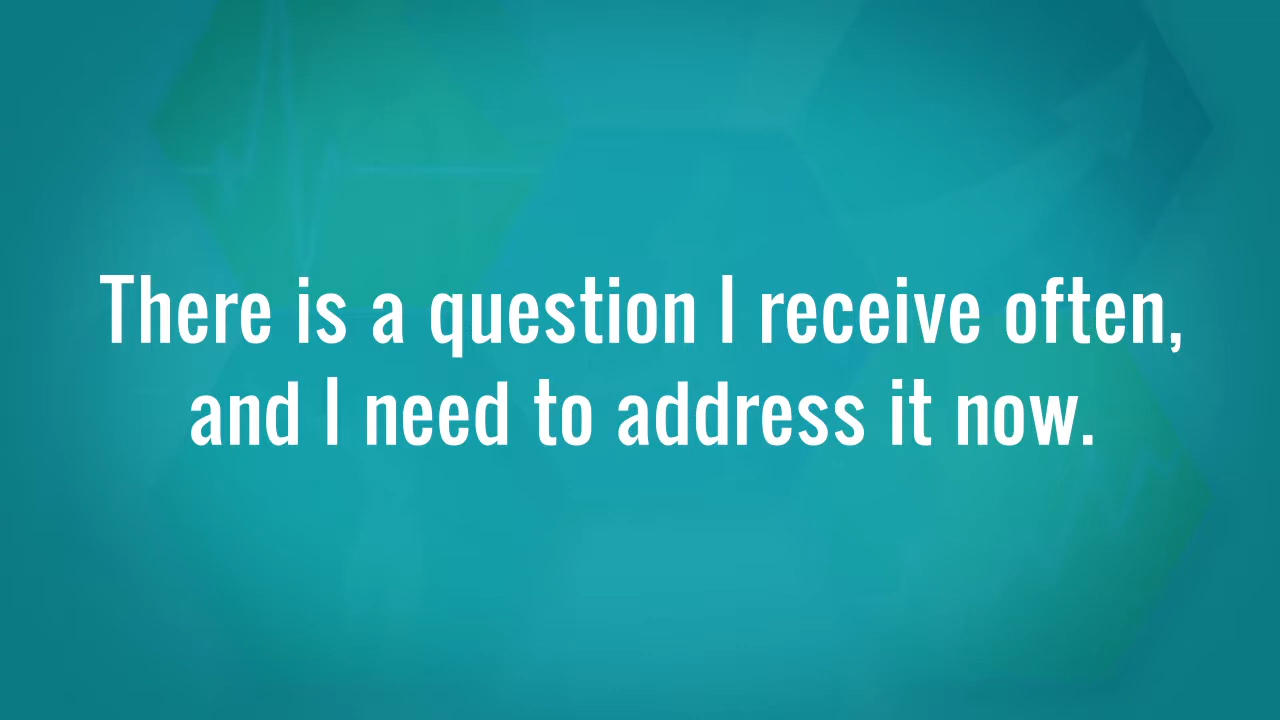 There is a question I receive often,
and I need to address it now.